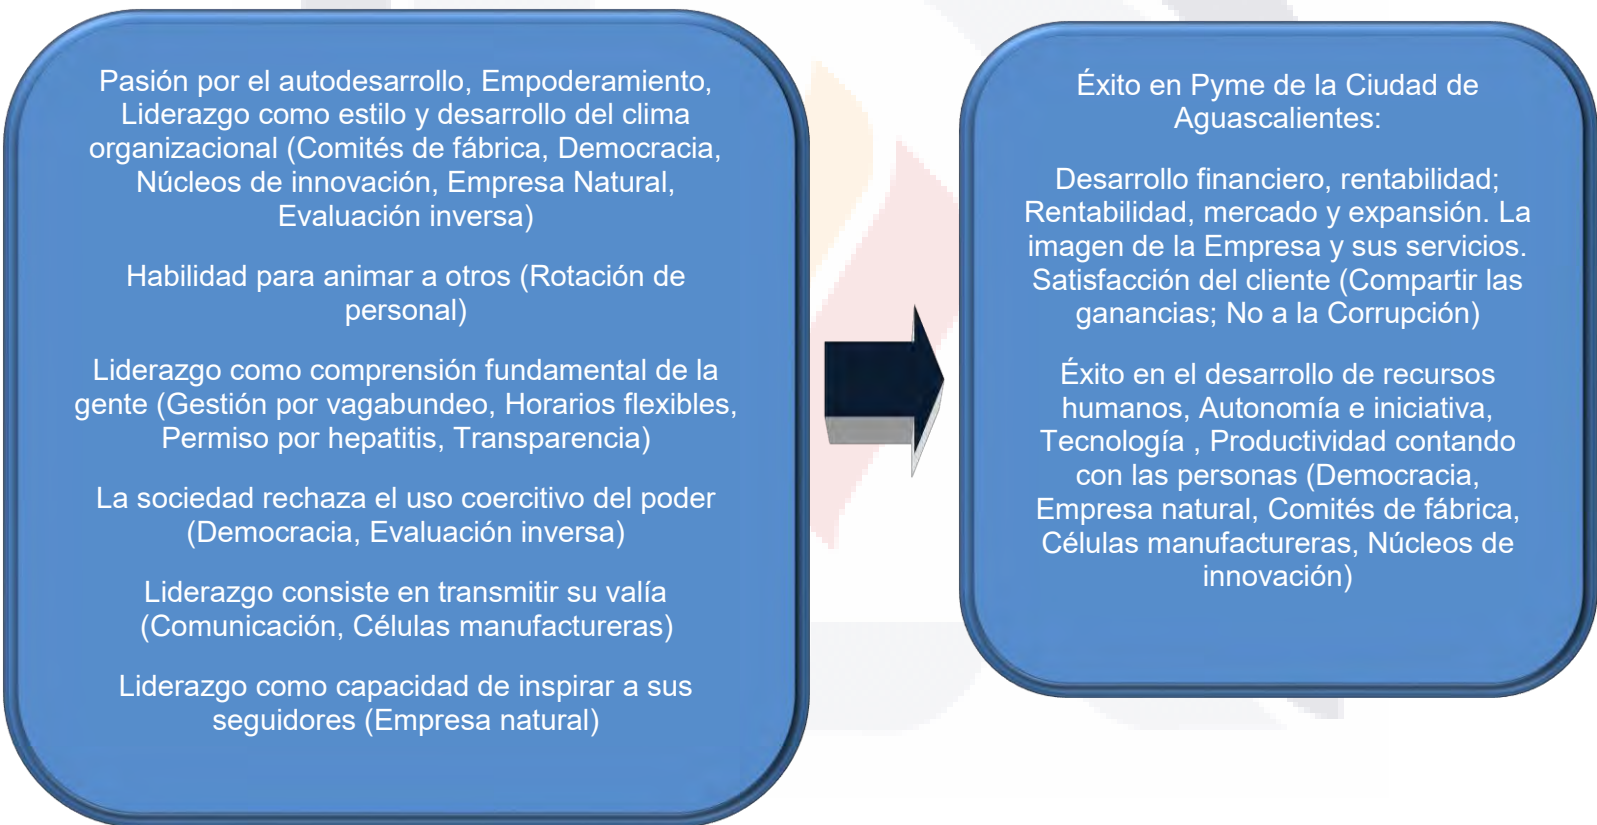 Pasión por el autodesarrollo, Empoderamiento,
Liderazgo como estilo y desarrollo del clima
organizacional (Comités de fábrica, Democracia,
Núcleos de innovación, Empresa Natural,
Evaluación inversa)
Habilidad para animar a otros (Rotación de
personal)
Liderazgo como comprensión fundamental de la
gente (Gestión por vagabundeo, Horarios flexibles,
Permiso por hepatitis, Transparencia)
La sociedad rechaza el uso coercitivo del poder
(Democracia, Evaluación inversa)
Liderazgo consiste en transmitir su valía
(Comunicación, Células manufactureras)
Liderazgo como capacidad de inspirar a sus
seguidores (Empresa natural)
Éxito en Pyme de la Ciudad de
Aguascalientes:
Desarrollo financiero, rentabilidad;
Rentabilidad, mercado y expansión. La
imagen de la Empresa y sus servicios.
Satisfacción del cliente (Compartir las
ganancias; No a la Corrupción)
Éxito en el desarrollo de recursos
humanos, Autonomía e iniciativa,
Tecnología , Productividad contando
con las personas (Democracia,
Empresa natural, Comités de fábrica,
Células manufactureras, Núcleos de
innovación)